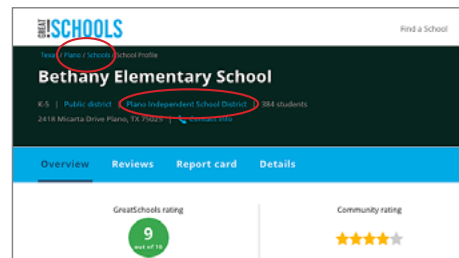 GREAT!SCHOOLS
Find a School
Texas / Plano / Schools / School Profile
Bethany Elementary School
K-5 | Public district | Plano Independent School District | 384 students
2418 Micarta Drive Plano, TX 75025 | Contact info
Overview Reviews Report card Details
GreatSchools rating
Community rating
9
out of 10